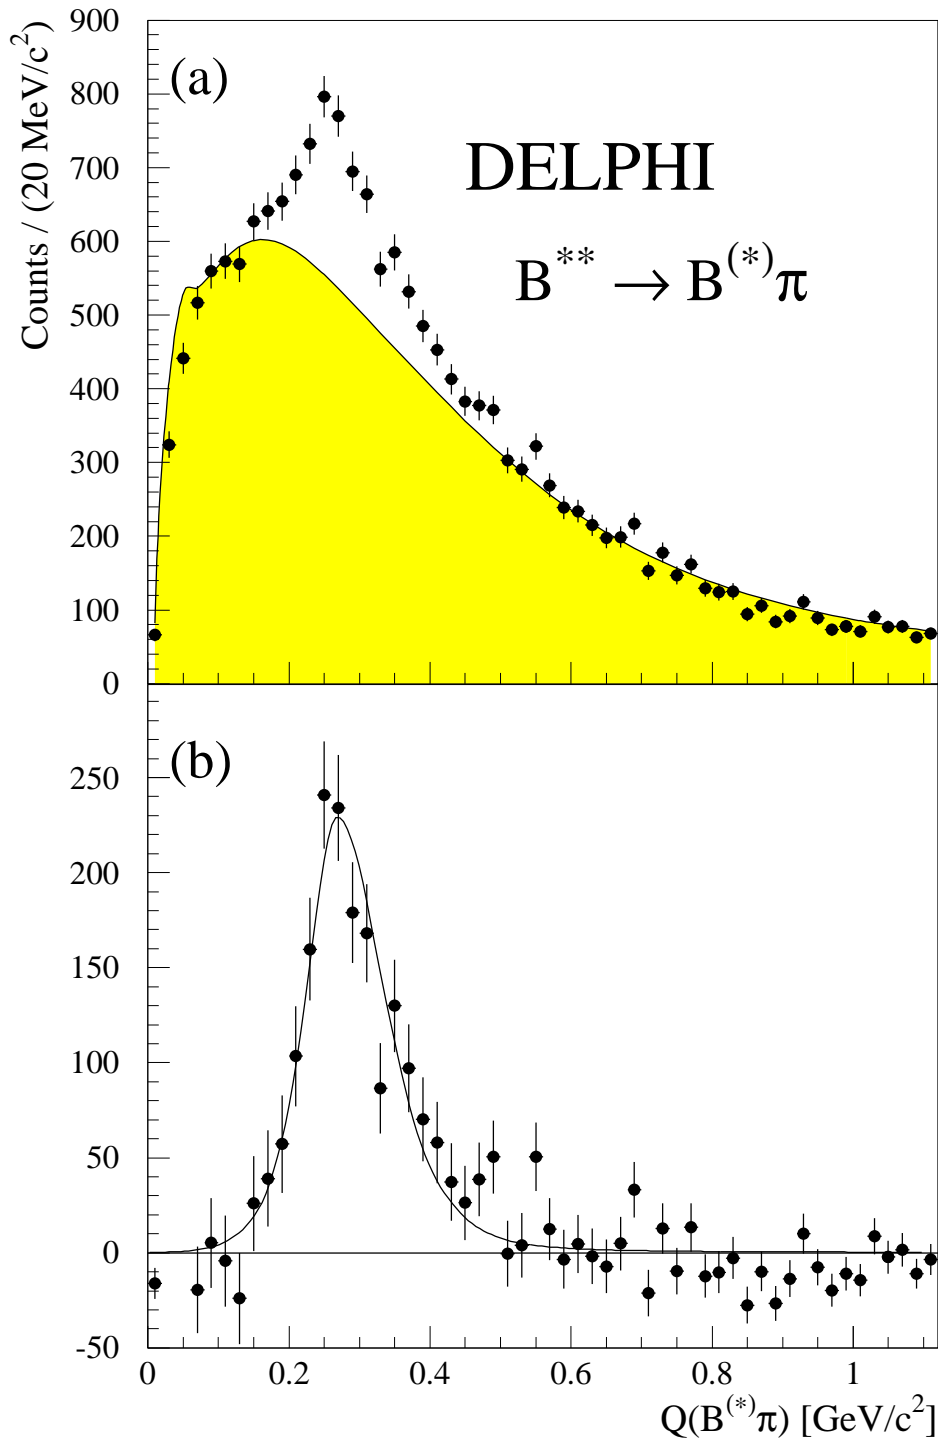 Counts / (20 MeV/c²)
900
800
700
600
500
400
300
200
100
0
(a)
DELPHI
B** → B(*)π
250
200
150
100
50
0
-50
(b)
0 0.2 0.4 0.6 0.8 1
Q(B(*)π) [GeV/c²]